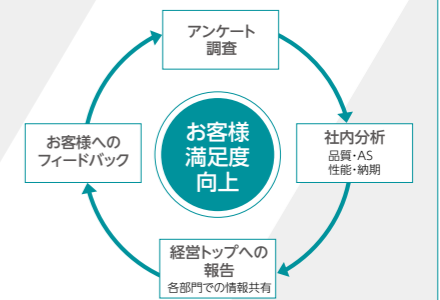 アンケート
調査
社内分析
品質・AS
性能・納期
経営トップへの
報告
各部門での情報共有
お客様への
フィードバック
お客様
満足度
向上